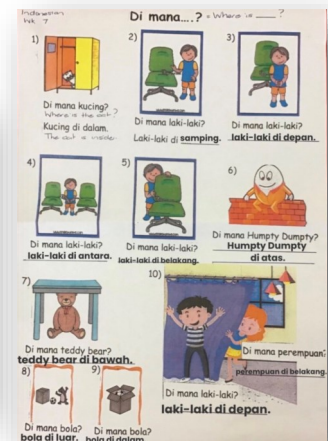 Indonesian
Wk 7
Di mana....? = Where is ____?
1)
Di mana kucing?
Where is the cat?
Kucing di dalam.
The cat is inside
2)
Di mana laki-laki?
Laki-laki di samping.
3)
Di mana laki-laki?
laki-laki di depan.
4)
Di mana laki-laki?
laki-laki di antara.
5)
Di mana laki-laki?
laki-laki di belakang.
6)
Di mana Humpty Dumpty?
Humpty Dumpty
di atas.
7)
Di mana teddy bear?
teddy bear di bawah.
8)
Di mana bola?
bola di luar.
9)
Di mana bola?
bola di dalam
10)
Di mana perempuan?
perempuan di belakang.
Di mana laki-laki?
laki-laki di depan.